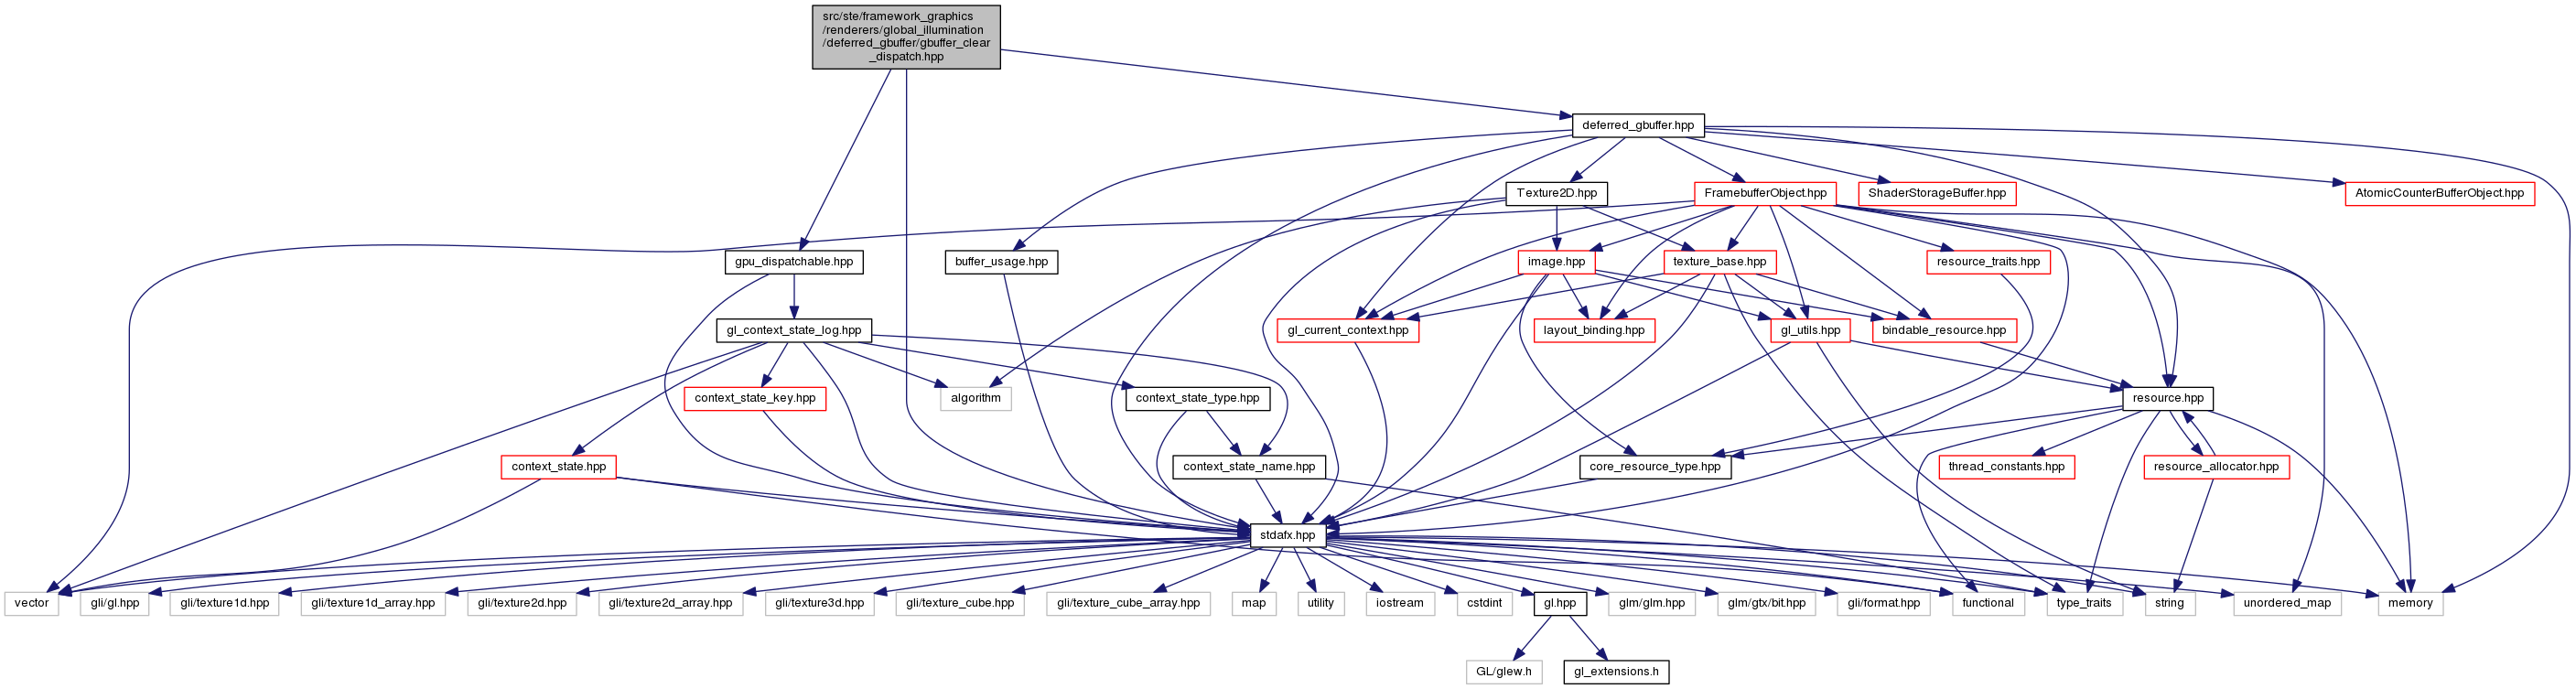 src/ste/framework_graphics
/renderers/global_illumination
/deferred_gbuffer/gbuffer_clear
_dispatch.hpp
deferred_gbuffer.hpp
Texture2D.hpp
FramebufferObject.hpp
ShaderStorageBuffer.hpp
AtomicCounterBufferObject.hpp
gpu_dispatchable.hpp
buffer_usage.hpp
image.hpp
texture_base.hpp
resource_traits.hpp
gl_context_state_log.hpp
gl_current_context.hpp
layout_binding.hpp
gl_utils.hpp
bindable_resource.hpp
context_state_key.hpp
algorithm
context_state_type.hpp
resource.hpp
context_state.hpp
context_state_name.hpp
core_resource_type.hpp
thread_constants.hpp
resource_allocator.hpp
stdafx.hpp
vector
gli/gl.hpp
gli/texture1d.hpp
gli/texture1d_array.hpp
gli/texture2d.hpp
gli/texture2d_array.hpp
gli/texture3d.hpp
gli/texture_cube.hpp
gli/texture_cube_array.hpp
map
utility
iostream
cstdint
gl.hpp
glm/glm.hpp
glm/gtx/bit.hpp
gli/format.hpp
functional
type_traits
string
unordered_map
memory
GL/glew.h
gl_extensions.h